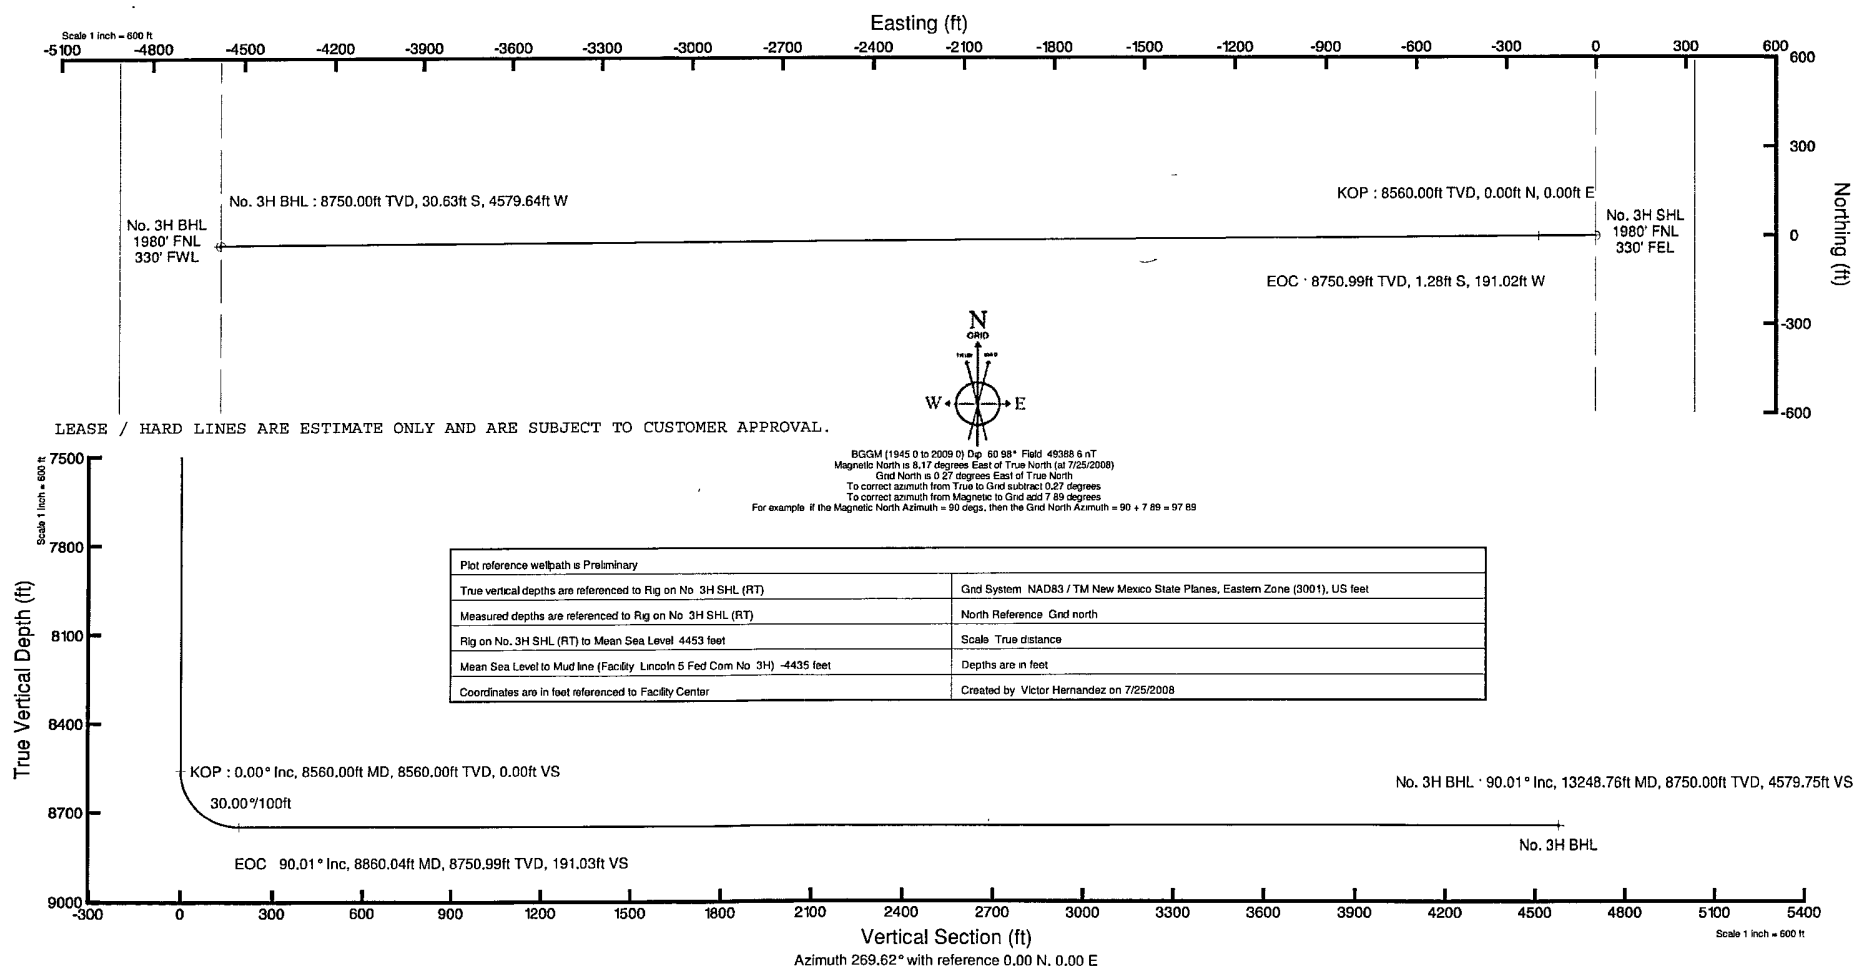 Easting (ft)
Scale 1 inch = 600 ft
-5100 -4800 -4500 -4200 -3900 -3600 -3300 -3000 -2700 -2400 -2100 -1800 -1500 -1200 -900 -600 -300 0 300 600
600
300
0
-300
-600
Northing (ft)
No. 3H BHL : 8750.00ft TVD, 30.63ft S, 4579.64ft W
KOP : 8560.00ft TVD, 0.00ft N, 0.00ft E
No. 3H BHL
1980' FNL
330' FWL
No. 3H SHL
1980' FNL
330' FEL
EOC : 8750.99ft TVD, 1.28ft S, 191.02ft W
N
GRID
TRUE MAG
W E
LEASE / HARD LINES ARE ESTIMATE ONLY AND ARE SUBJECT TO CUSTOMER APPROVAL.
BGGM (1945 0 to 2009 0) Dip 60 98° Field 49388 6 nT
Magnetic North is 8.17 degrees East of True North (at 7/25/2008)
Grid North is 0 27 degrees East of True North
To correct azimuth from True to Grid subtract 0.27 degrees
To correct azimuth from Magnetic to Grid add 7 89 degrees
For example if the Magnetic North Azimuth = 90 degs, then the Grid North Azimuth = 90 + 7 89 = 97 89
Plot reference wellpath is Preliminary
True vertical depths are referenced to Rig on No 3H SHL (RT)
Grid System NAD83 / TM New Mexico State Planes, Eastern Zone (3001), US feet
Measured depths are referenced to Rig on No 3H SHL (RT)
North Reference Grid north
Rig on No. 3H SHL (RT) to Mean Sea Level 4453 feet
Scale True distance
Mean Sea Level to Mud line (Facility Lincoln 5 Fed Com No 3H) -4435 feet
Depths are in feet
Coordinates are in feet referenced to Facility Center
Created by Victor Hernandez on 7/25/2008
Scale 1 inch = 600 ft
True Vertical Depth (ft)
7500
7800
8100
8400
8700
9000
KOP : 0.00° Inc, 8560.00ft MD, 8560.00ft TVD, 0.00ft VS
30.00°/100ft
No. 3H BHL : 90.01° Inc, 13248.76ft MD, 8750.00ft TVD, 4579.75ft VS
No. 3H BHL
EOC 90.01° Inc, 8860.04ft MD, 8750.99ft TVD, 191.03ft VS
-300 0 300 600 900 1200 1500 1800 2100 2400 2700 3000 3300 3600 3900 4200 4500 4800 5100 5400
Vertical Section (ft)
Scale 1 inch = 600 ft
Azimuth 269.62° with reference 0.00 N, 0.00 E